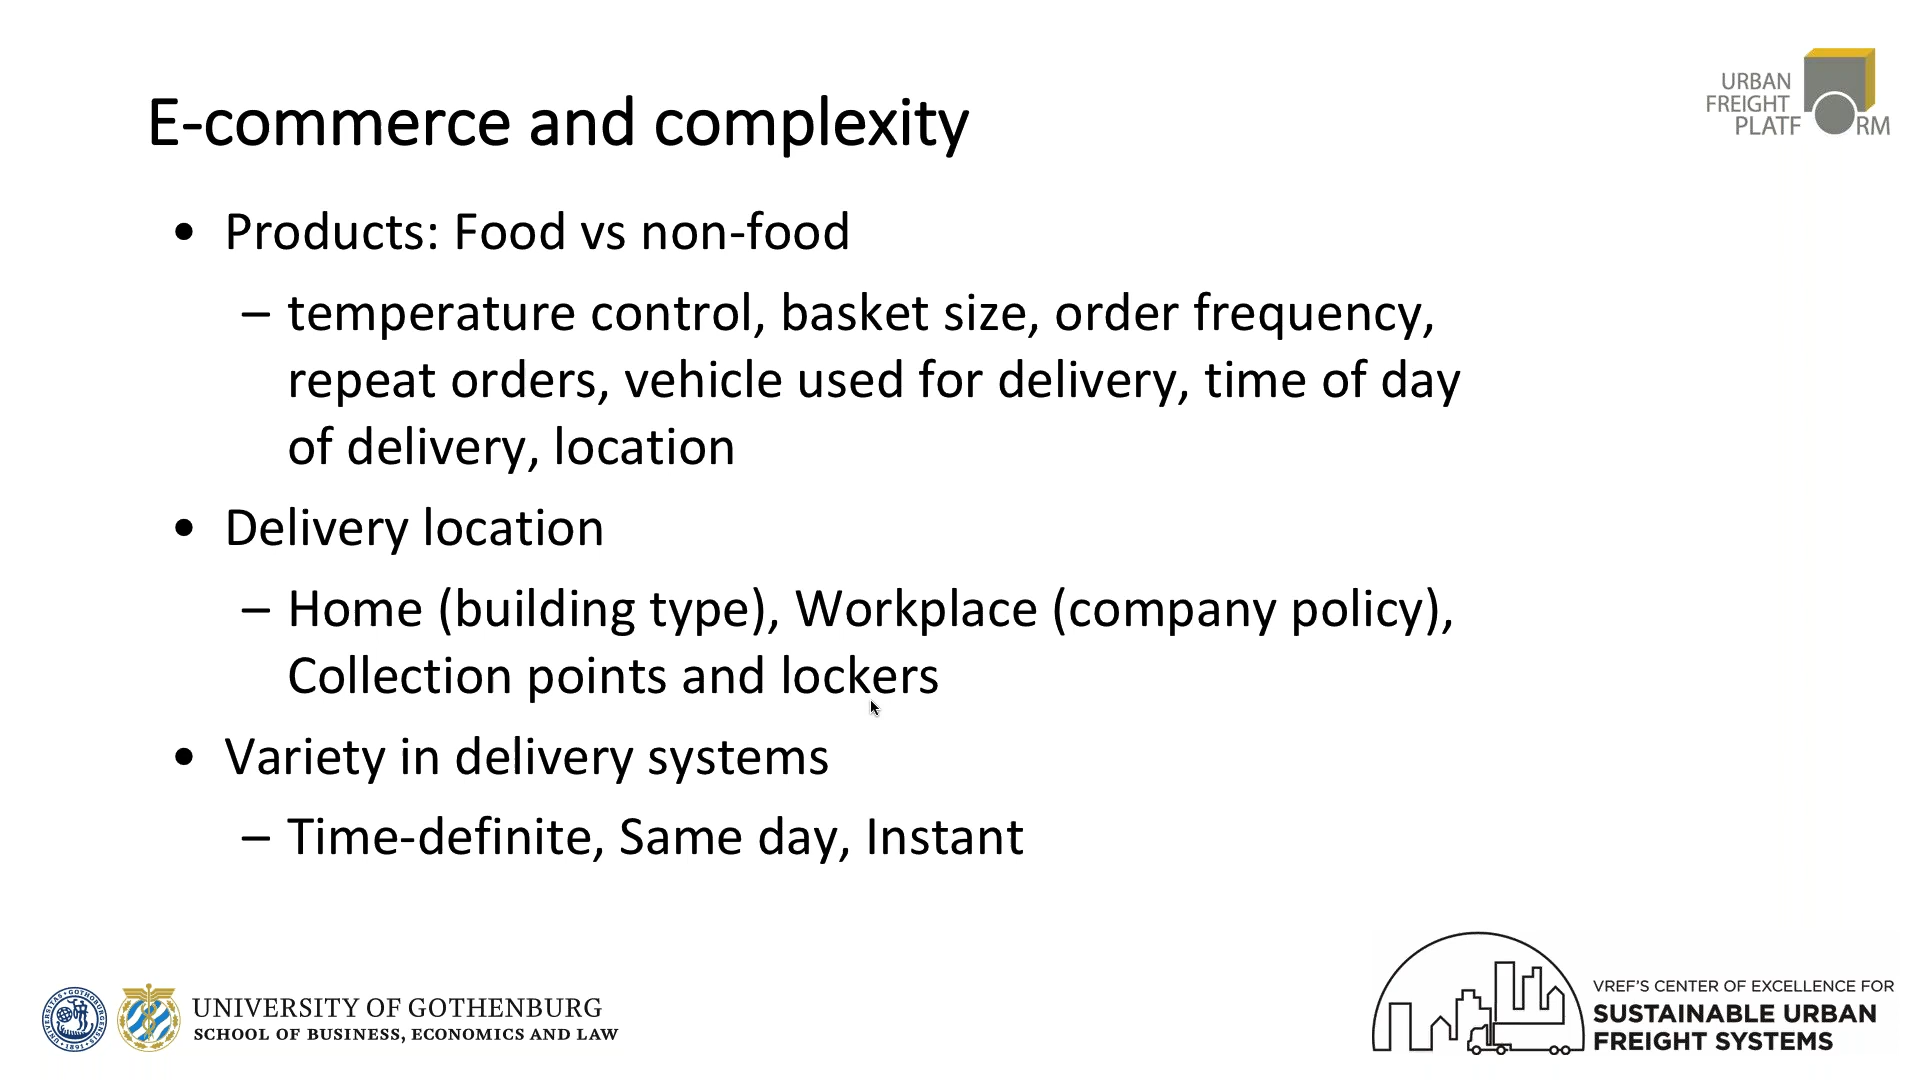 E-commerce and complexity
URBAN
FREIGHT
PLATF RM
• Products: Food vs non-food
– temperature control, basket size, order frequency,
repeat orders, vehicle used for delivery, time of day
of delivery, location
• Delivery location
– Home (building type), Workplace (company policy),
Collection points and lockers
• Variety in delivery systems
– Time-definite, Same day, Instant
UNIVERSITY OF GOTHENBURG
SCHOOL OF BUSINESS, ECONOMICS AND LAW
VREF'S CENTER OF EXCELLENCE FOR
SUSTAINABLE URBAN
FREIGHT SYSTEMS